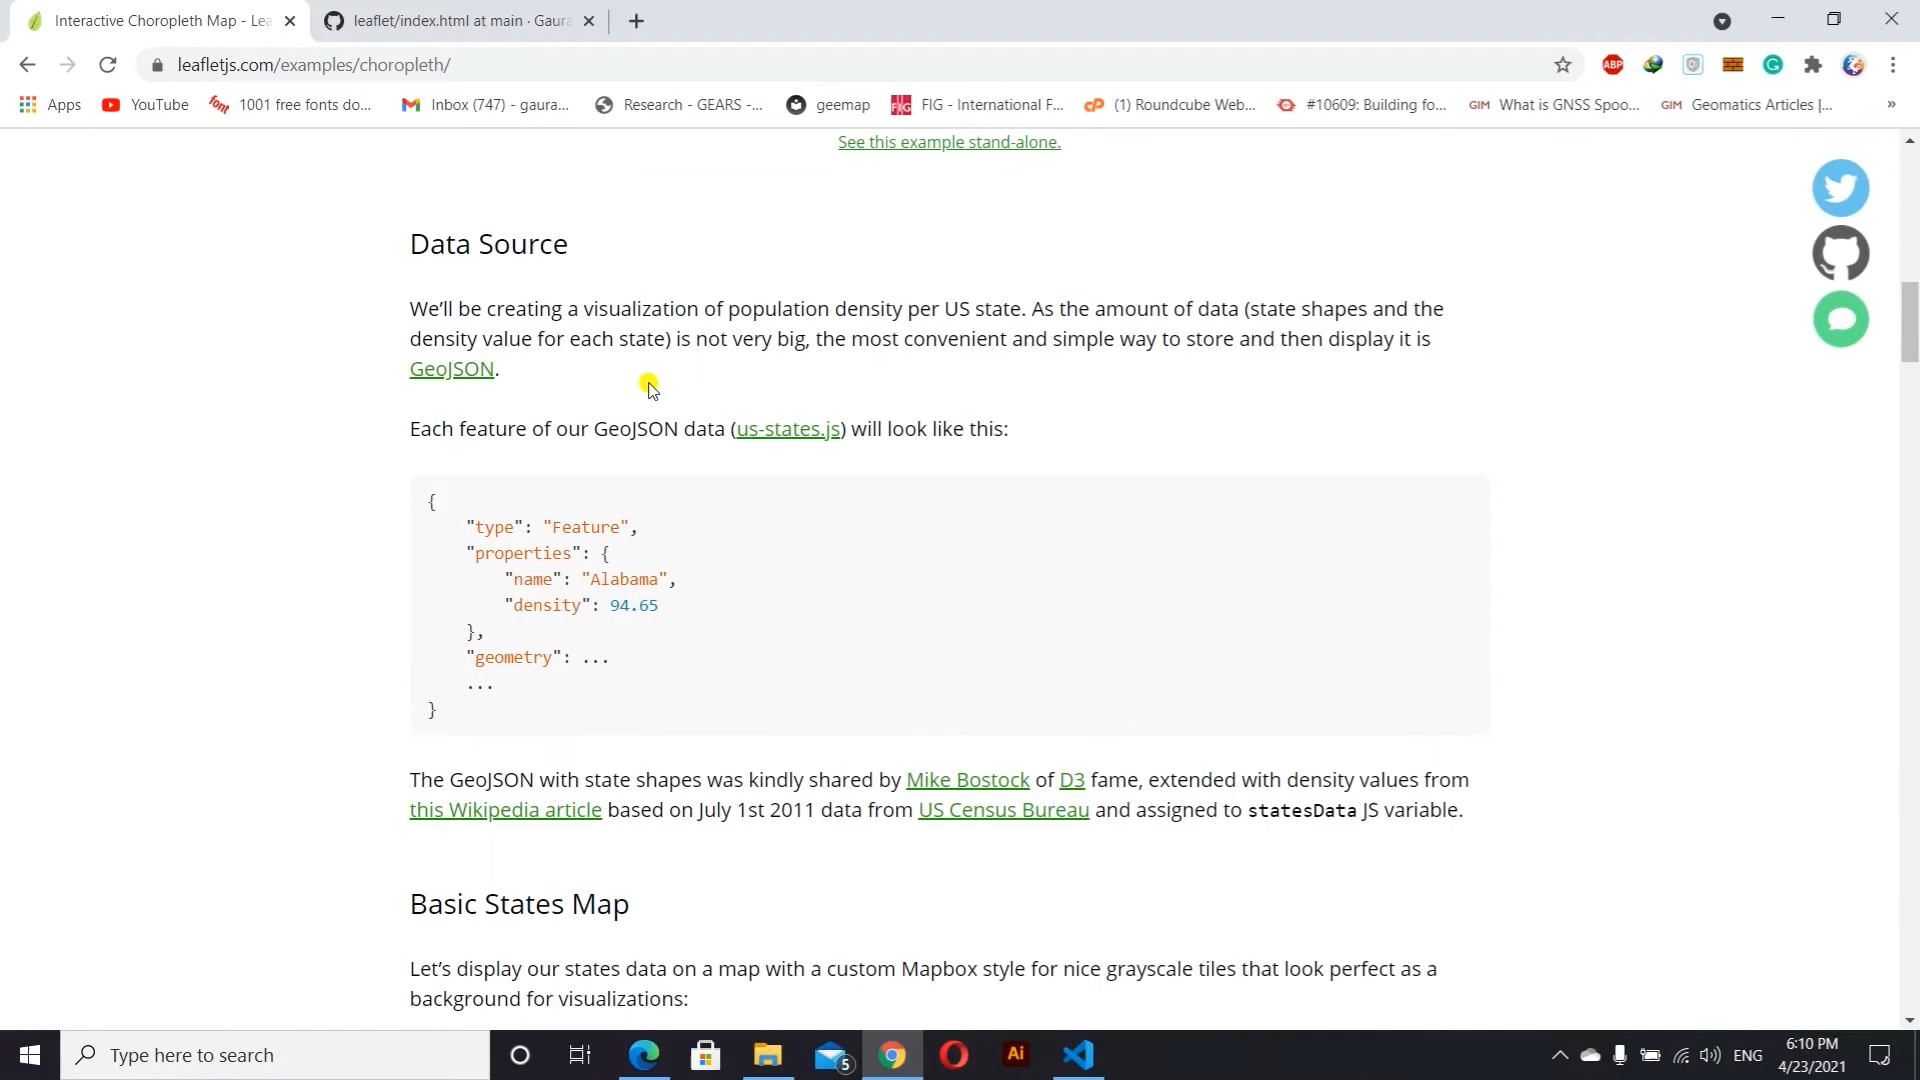 Interactive Choropleth Map - Lea
leaflet/index.html at main · Gaura
leafletjs.com/examples/choropleth/
ABP
Apps
YouTube
font
1001 free fonts do...
Inbox (747) - gaura...
Research - GEARS -...
geemap
FIG
FIG - International F...
(1) Roundcube Web...
#10609: Building fo...
GIM
What is GNSS Spoo...
GIM
Geomatics Articles |...
»
See this example stand-alone.
Data Source
We’ll be creating a visualization of population density per US state. As the amount of data (state shapes and the
density value for each state) is not very big, the most convenient and simple way to store and then display it is
GeoJSON.
Each feature of our GeoJSON data (us-states.js) will look like this:
{
"type": "Feature",
"properties": {
"name": "Alabama",
"density": 94.65
},
"geometry": ...
...
}
The GeoJSON with state shapes was kindly shared by Mike Bostock of D3 fame, extended with density values from
this Wikipedia article based on July 1st 2011 data from US Census Bureau and assigned to statesData JS variable.
Basic States Map
Let’s display our states data on a map with a custom Mapbox style for nice grayscale tiles that look perfect as a
background for visualizations:
Type here to search
5
Ai
ENG
6:10 PM
4/23/2021